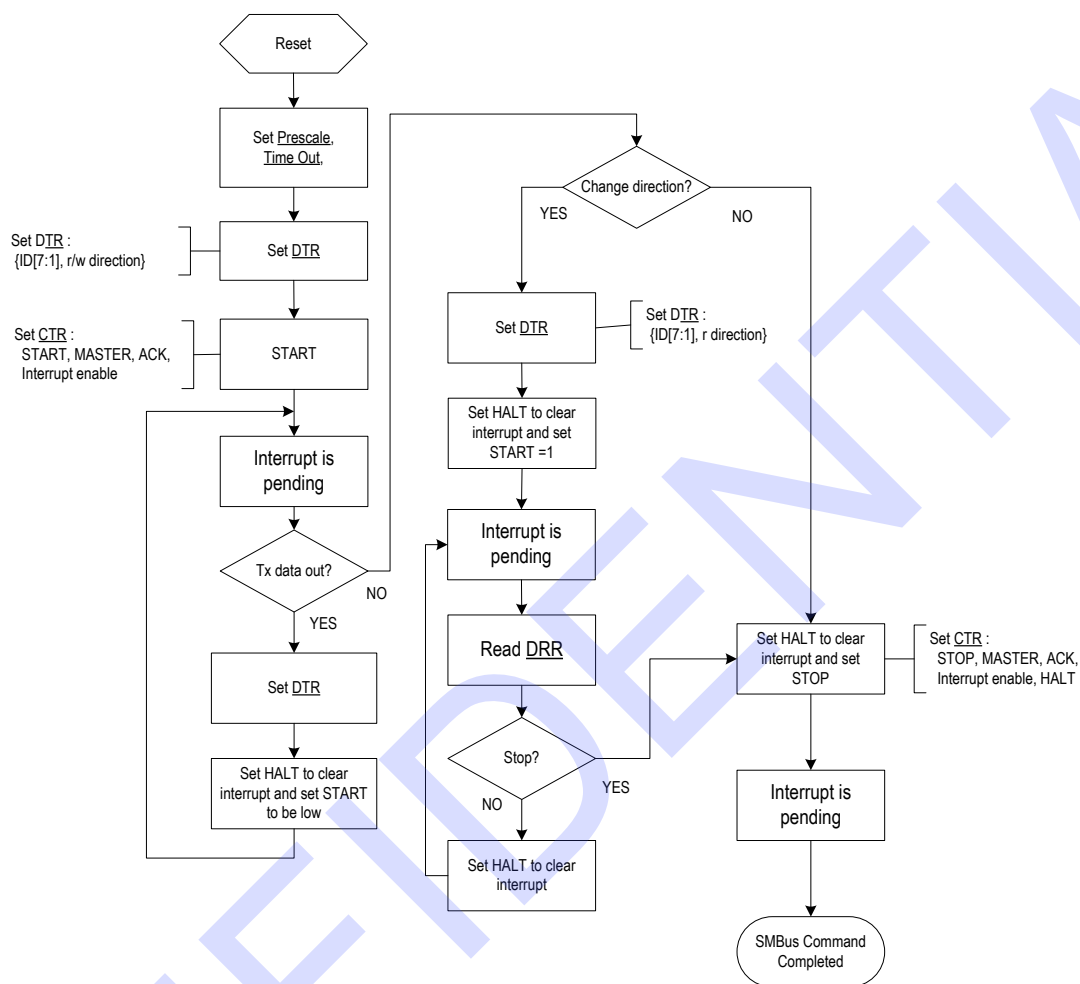 Reset
Set Prescale,
Time Out,
Set DTR :
{ID[7:1], r/w direction}
Set DTR
Set CTR :
START, MASTER, ACK,
Interrupt enable
START
Interrupt is
pending
Tx data out?
NO
YES
Set DTR
Set HALT to clear
interrupt and set START
to be low
Change direction?
YES
NO
Set DTR
Set DTR :
{ID[7:1], r direction}
Set HALT to clear
interrupt and set
START =1
Interrupt is
pending
Read DRR
Stop?
YES
NO
Set HALT to clear
interrupt
Set HALT to clear
interrupt and set
STOP
Set CTR :
STOP, MASTER, ACK,
Interrupt enable, HALT
Interrupt is
pending
SMBus Command
Completed
FIDENTIA